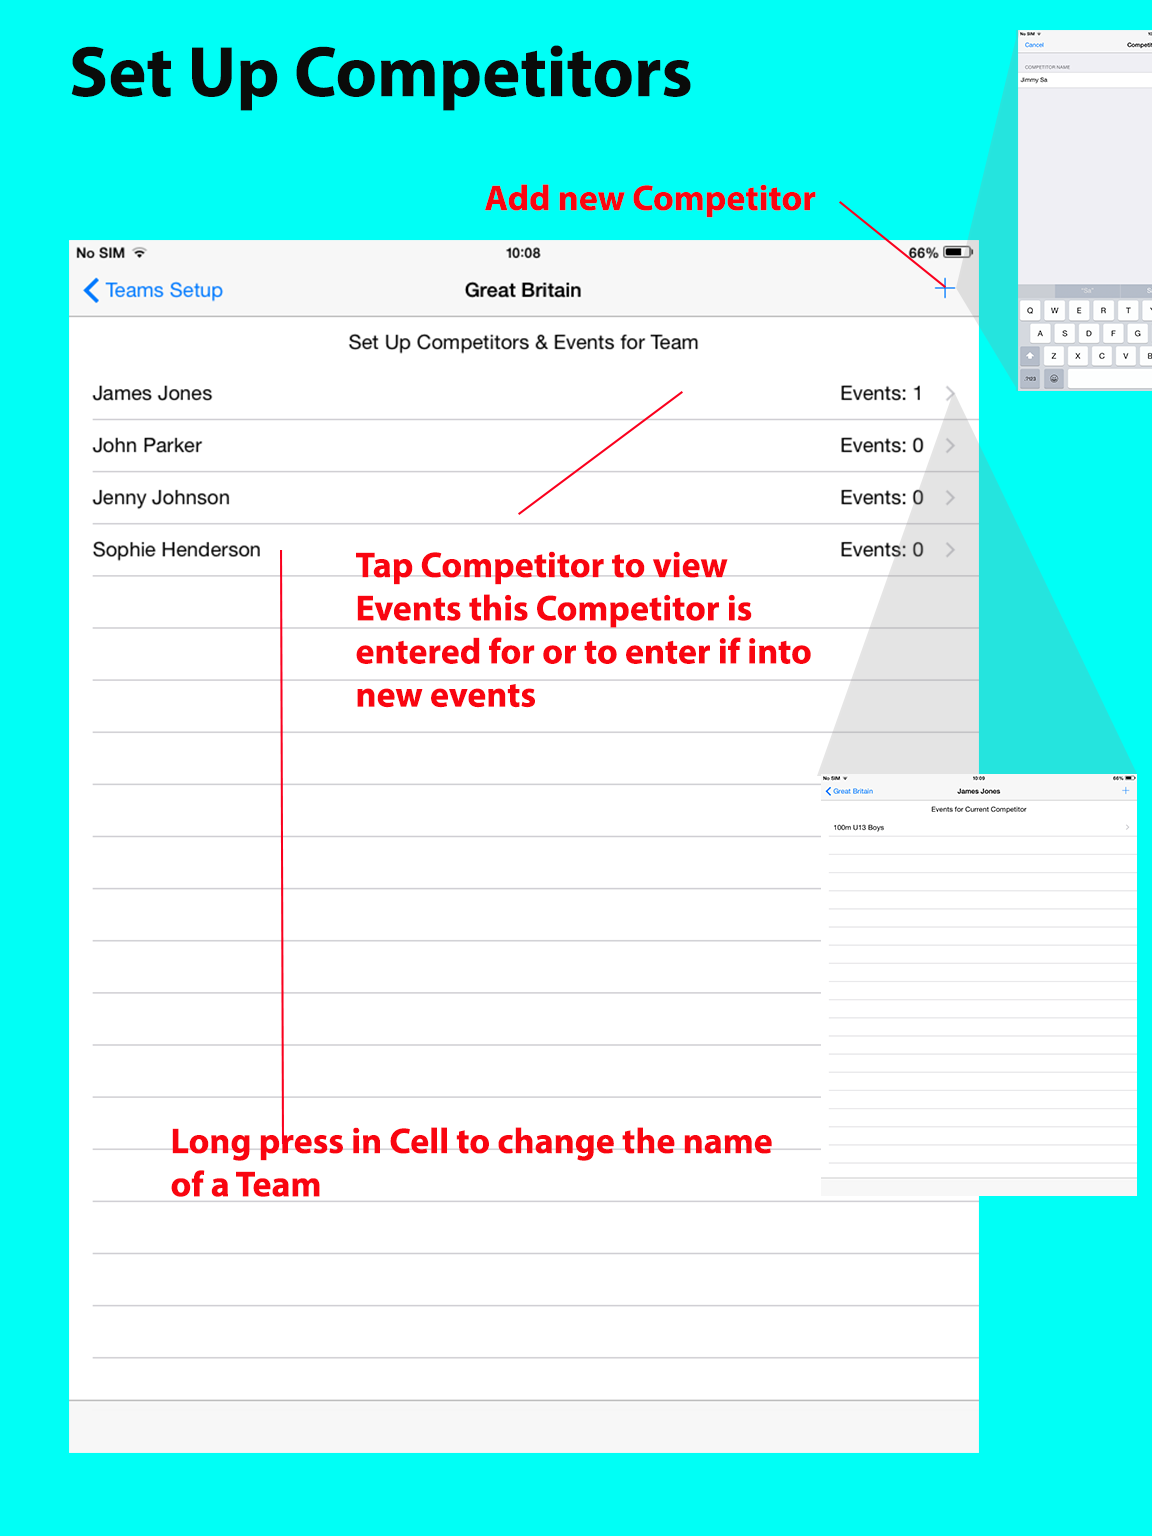 Set Up Competitors
No SIM
Cancel
Competit
COMPETITOR NAME
Jimmy Sa
"Sa"
Q W E R T Y
A S D F G
Z X C V B
.?123
Add new Competitor
No SIM 10:08 66%
Teams Setup Great Britain
Set Up Competitors & Events for Team
James Jones Events: 1
John Parker Events: 0
Jenny Johnson Events: 0
Sophie Henderson Events: 0
Tap Competitor to view
Events this Competitor is
entered for or to enter if into
new events
No SIM 10:09 66%
Great Britain James Jones
Events for Current Competitor
100m U13 Boys
Long press in Cell to change the name
of a Team